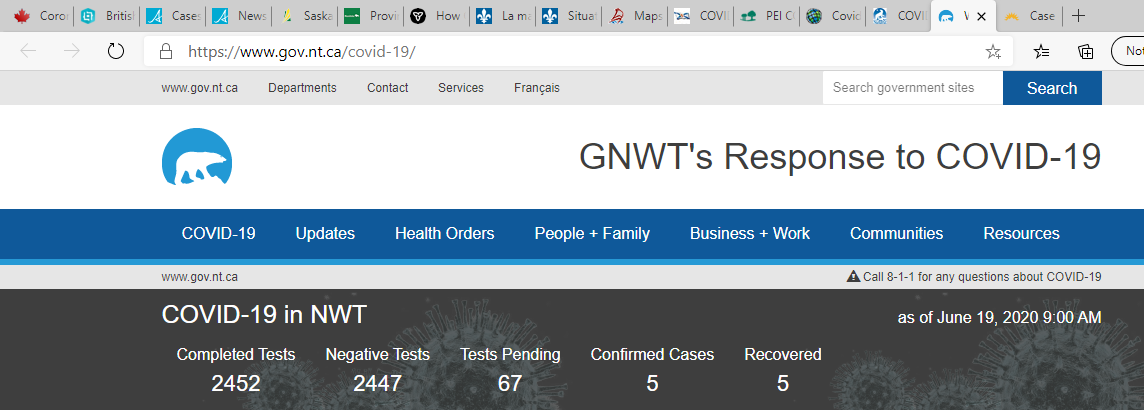 Coror Britisl Cases News Saska Provi How La ma Situat Maps COVI PEI C Covic COVI V Case
https://www.gov.nt.ca/covid-19/ Not
www.gov.nt.ca Departments Contact Services Français Search government sites Search
GNWT's Response to COVID-19
COVID-19 Updates Health Orders People + Family Business + Work Communities Resources
www.gov.nt.ca Call 8-1-1 for any questions about COVID-19
COVID-19 in NWT as of June 19, 2020 9:00 AM
Completed Tests Negative Tests Tests Pending Confirmed Cases Recovered
2452 2447 67 5 5